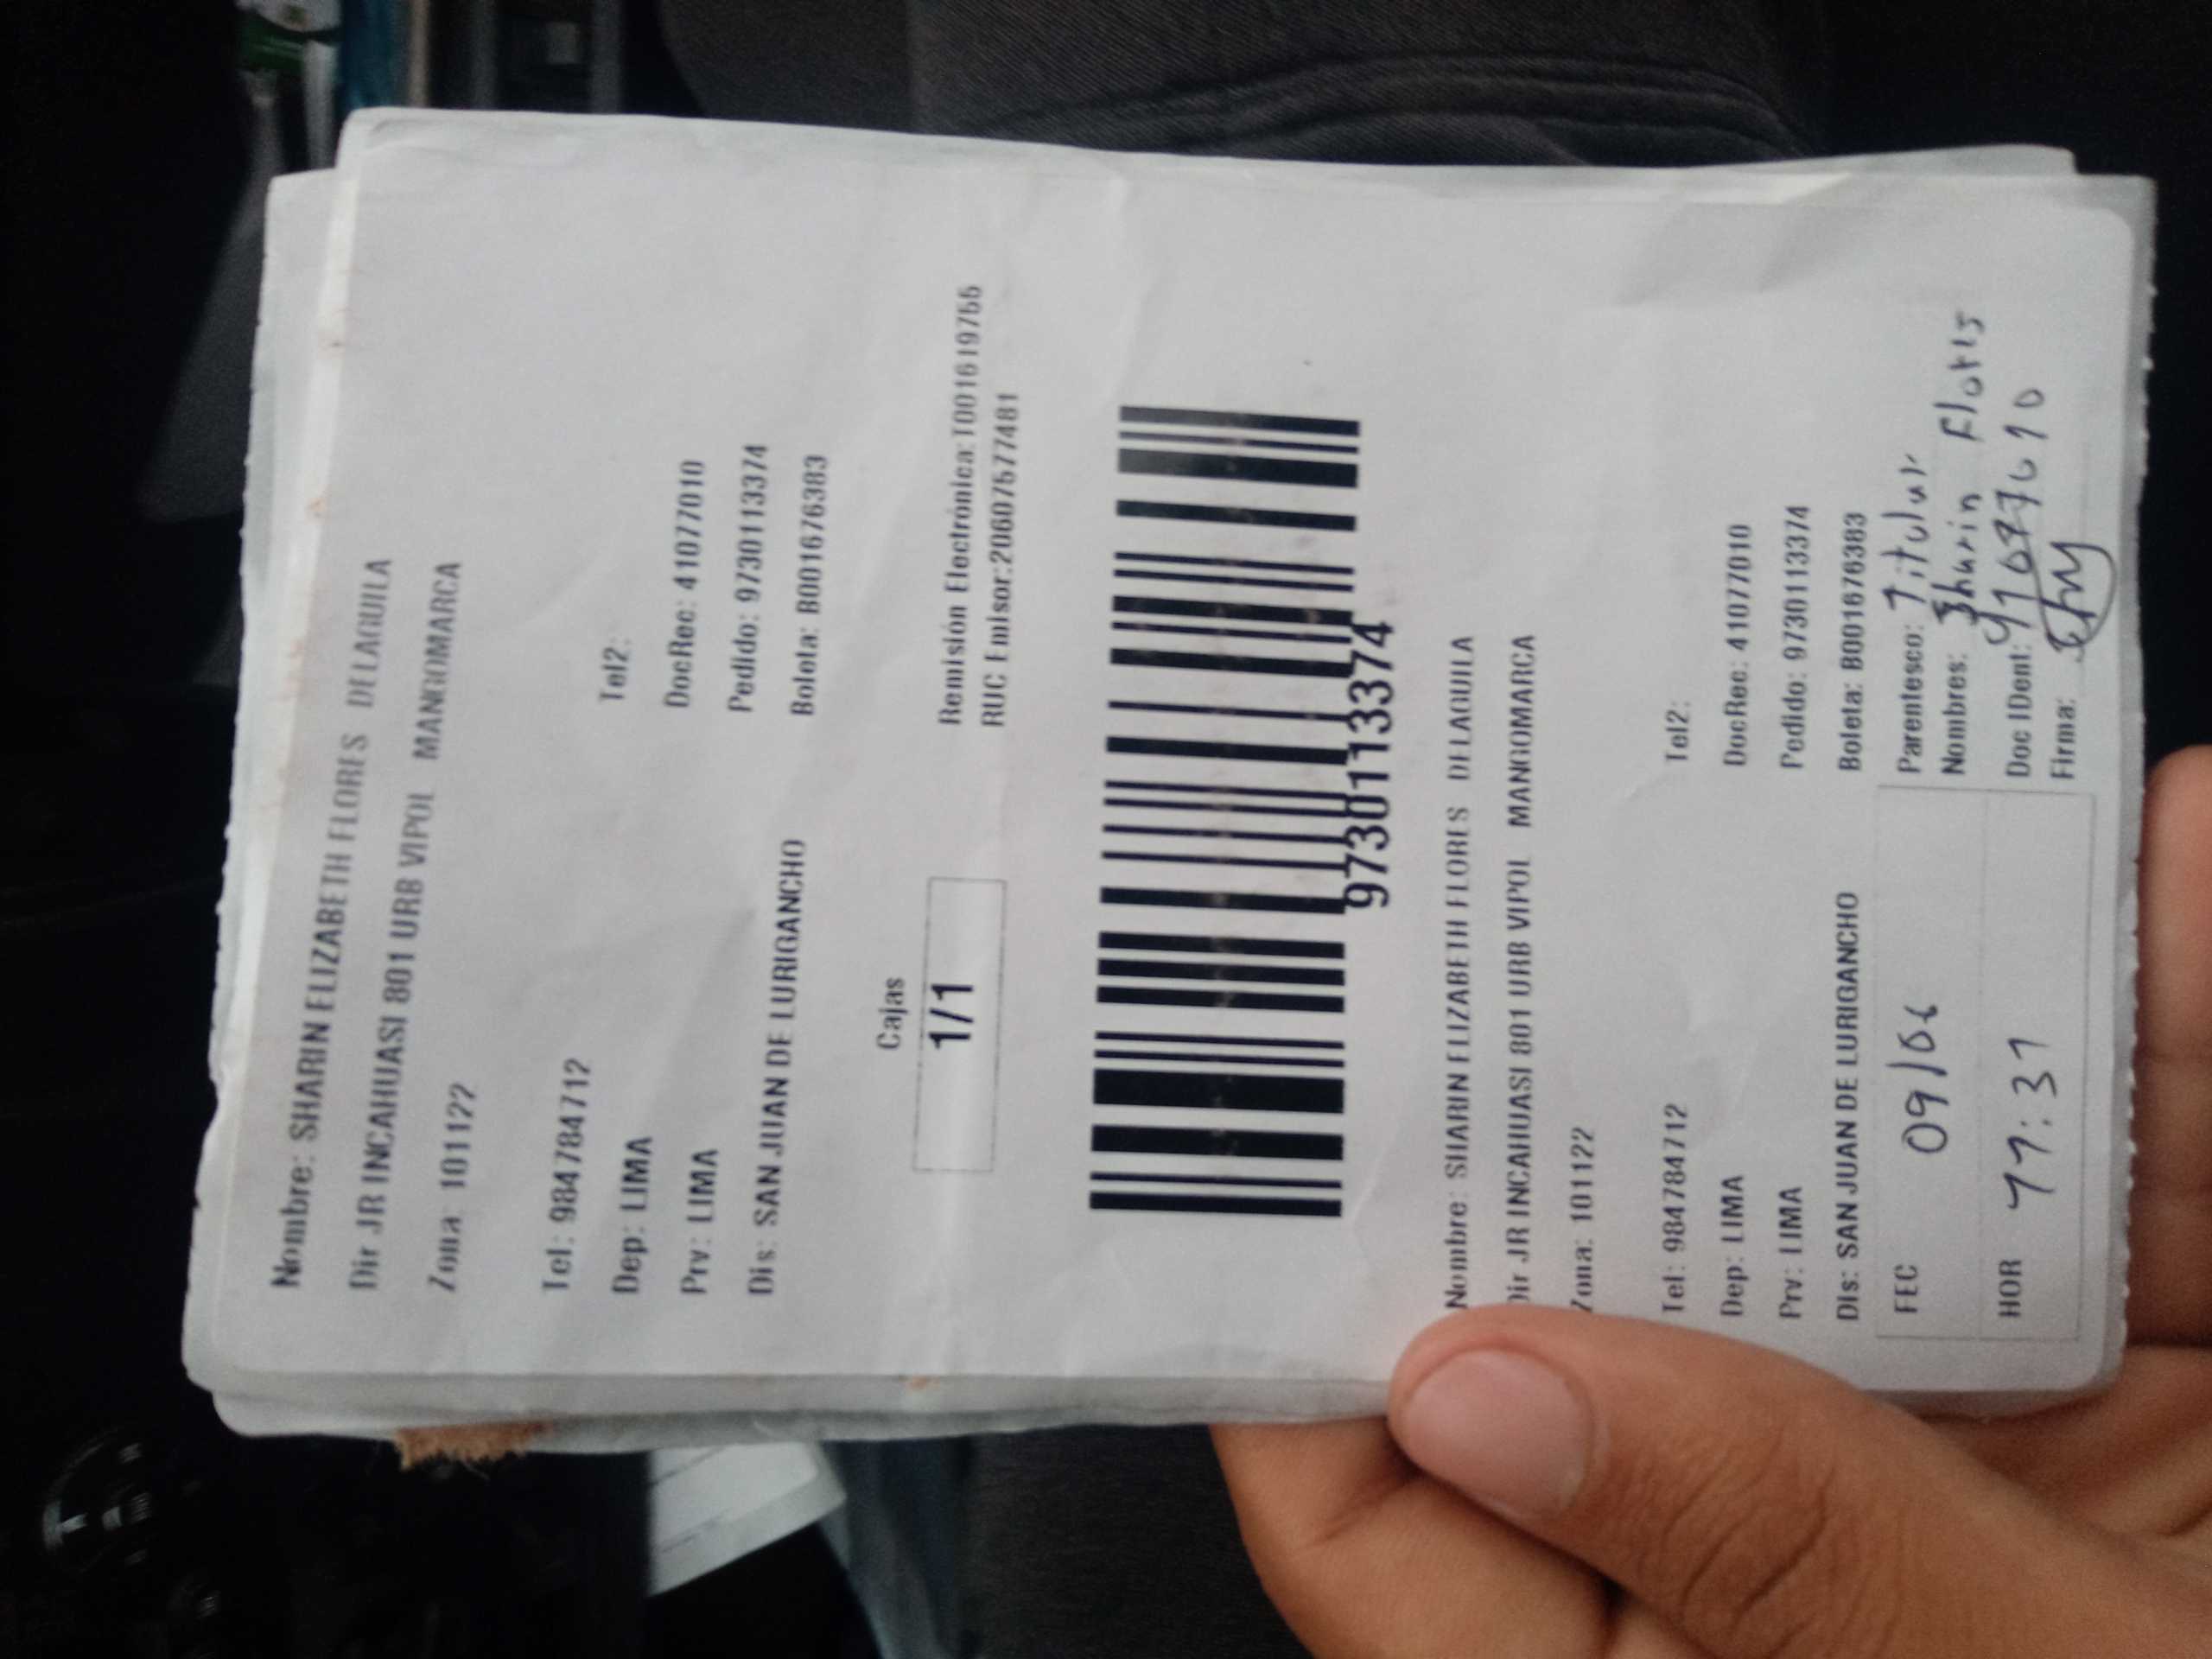 Nombre: SHARIN ELIZABETH FLORES DELAGUILA
Dir JR INCAHUASI 801 URB VIPOL MANGOMARCA
Zona: 101122
Tel: 984784712 Tel2:
Dep: LIMA DocRec: 41077010
Prv: LIMA Pedido: 9730113374
Dis: SAN JUAN DE LURIGANCHO Boleta: B001676383
Cajas
1/1
Remisión Electrónica:T001619755
RUC Emisor:20607577481
9730113374
Nombre: SHARIN ELIZABETH FLORES DELAGUILA
Dir JR INCAHUASI 801 URB VIPOL MANGOMARCA
Zona: 101122
Tel: 984784712 Tel2:
Dep: LIMA DocRec: 41077010
Prv: LIMA Pedido: 9730113374
Dis: SAN JUAN DE LURIGANCHO Boleta: B001676383
FEC 09/06
HOR 11:31
Parentesco: Titular
Nombres: Sharin Flores
Doc IDent:
Firma: